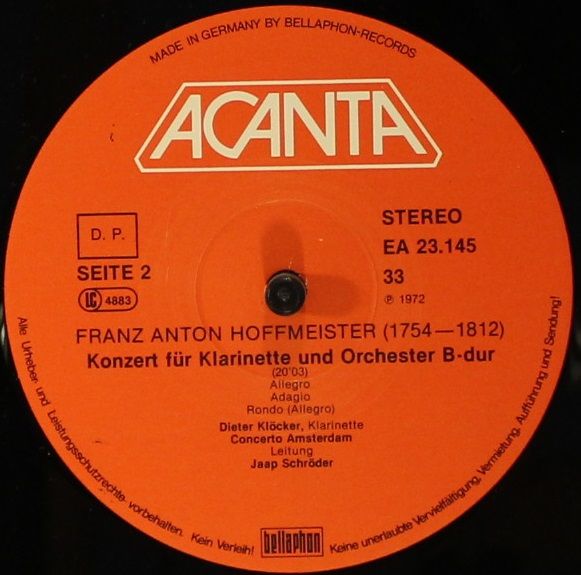 MADE IN GERMANY BY BELLAPHON-RECORDS
ACANTA
D. P.
STEREO
EA 23.145
SEITE 2
33
LC 4883
℗ 1972
FRANZ ANTON HOFFMEISTER (1754—1812)
Konzert für Klarinette und Orchester B-dur
(20'03)
Allegro
Adagio
Rondo (Allegro)
Dieter Klöcker, Klarinette
Concerto Amsterdam
Leitung
Jaap Schröder
Alle Urheber- und Leistungsschutzrechte vorbehalten. Kein Verleih! Keine unerlaubte Vervielfältigung, Vermietung, Aufführung und Sendung!
bellaphon